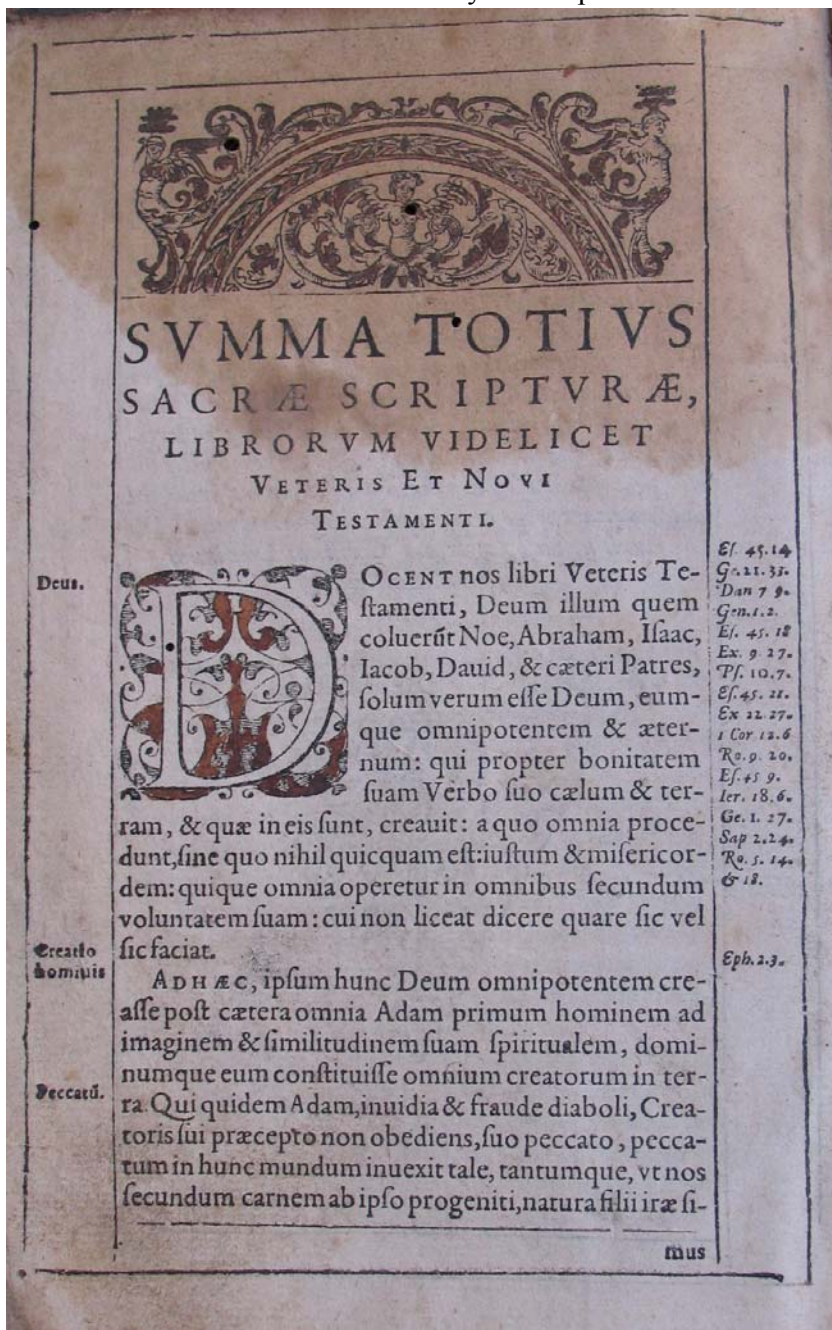 SVMMA TOTIVS
SACRÆ SCRIPTVRÆ,
LIBRORVM VIDELICET
VETERIS ET NOVI
TESTAMENTI.
Deus.
DOCENT nos libri Veteris Te-
ſtamenti, Deum illum quem
coluerũt Noe, Abraham, Iſaac,
Iacob, Dauid, & cæteri Patres,
ſolum verum eſſe Deum, eum-
que omnipotentem & æter-
num: qui propter bonitatem
ſuam Verbo ſuo cælum & ter-
ram, & quæ in eis ſunt, creauit: a quo omnia proce-
dunt, ſine quo nihil quicquam eſt: iuſtum & miſericor-
dem: quique omnia operetur in omnibus ſecundum
voluntatem ſuam: cui non liceat dicere quare ſic vel
ſic faciat.
Eſ. 45.14
Ge.21.33.
Dan 7 9.
Gen.1.2.
Eſ. 45. 18
Ex. 9 27.
Pſ. 10.7.
Eſ.45. 21.
Ex 22 27.
1 Cor 12.6
Ro. 9. 20.
Eſ.45 9.
Ier. 18.6.
Ge. 1. 27.
Sap 2.24.
Ro. 5. 14.
& 18.
Creatio
hominis
ADHÆC, ipſum hunc Deum omnipotentem cre-
aſſe poſt cætera omnia Adam primum hominem ad
imaginem & ſimilitudinem ſuam ſpiritualem, domi-
numque eum conſtituiſſe omnium creatorum in ter-
ra Qui quidem Adam, inuidia & fraude diaboli, Crea-
toris ſui præcepto non obediens, ſuo peccato, pecca-
tum in hunc mundum inuexit tale, tantumque, vt nos
ſecundum carnem ab ipſo progeniti, natura filii iræ ſi-
Eph. 2.3.
Peccatũ.
mus